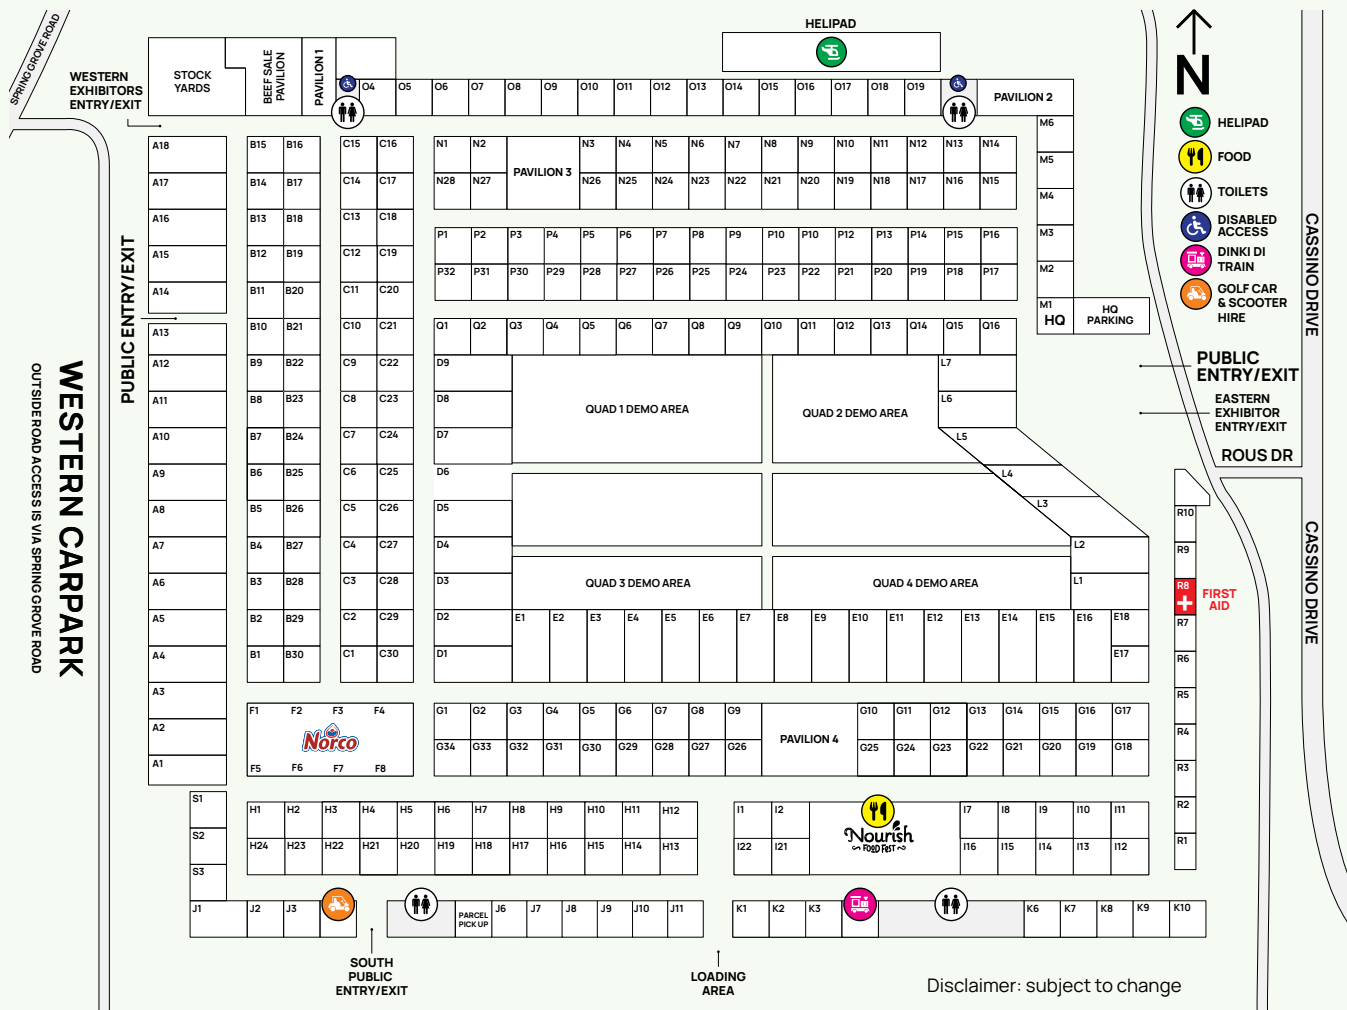 HELIPAD
SPRING GROVE ROAD
WESTERN
EXHIBITORS
ENTRY/EXIT
STOCK
YARDS
BEEF SALE
PAVILION
PAVILION 1
O4 O5 O6 O7 O8 O9 O10 O11 O12 O13 O14 O15 O16 O17 O18 O19
PAVILION 2
N
HELIPAD
FOOD
TOILETS
DISABLED
ACCESS
DINKI DI
TRAIN
GOLF CAR
& SCOOTER
HIRE
M6
M5
M4
M3
M2
M1
HQ
HQ
PARKING
A18
A17
A16
A15
A14
A13
A12
A11
A10
A9
A8
A7
A6
A5
A4
A3
A2
A1
B15 B16
B14 B17
B13 B18
B12 B19
B11 B20
B10 B21
B9 B22
B8 B23
B7 B24
B6 B25
B5 B26
B4 B27
B3 B28
B2 B29
B1 B30
C15 C16
C14 C17
C13 C18
C12 C19
C11 C20
C10 C21
C9 C22
C8 C23
C7 C24
C6 C25
C5 C26
C4 C27
C3 C28
C2 C29
C1 C30
N1 N2 PAVILION 3 N3 N4 N5 N6 N7 N8 N9 N10 N11 N12 N13 N14
N28 N27 N26 N25 N24 N23 N22 N21 N20 N19 N18 N17 N16 N15
P1 P2 P3 P4 P5 P6 P7 P8 P9 P10 P10 P12 P13 P14 P15 P16
P32 P31 P30 P29 P28 P27 P26 P25 P24 P23 P22 P21 P20 P19 P18 P17
Q1 Q2 Q3 Q4 Q5 Q6 Q7 Q8 Q9 Q10 Q11 Q12 Q13 Q14 Q15 Q16
D9
D8
D7
D6
D5
D4
D3
D2
D1
QUAD 1 DEMO AREA
QUAD 2 DEMO AREA
QUAD 3 DEMO AREA
QUAD 4 DEMO AREA
L7
L6
L5
L4
L3
L2
L1
E1 E2 E3 E4 E5 E6 E7 E8 E9 E10 E11 E12 E13 E14 E15 E16 E18
E17
PUBLIC ENTRY/EXIT
WESTERN CARPARK
OUTSIDE ROAD ACCESS IS VIA SPRING GROVE ROAD
CASSINO DRIVE
PUBLIC
ENTRY/EXIT
EASTERN
EXHIBITOR
ENTRY/EXIT
ROUS DR
CASSINO DRIVE
R10
R9
R8
FIRST
AID
R7
R6
R5
R4
R3
R2
R1
F1 F2 F3 F4
Norco
F5 F6 F7 F8
G1 G2 G3 G4 G5 G6 G7 G8 G9 PAVILION 4 G10 G11 G12 G13 G14 G15 G16 G17
G34 G33 G32 G31 G30 G29 G28 G27 G26 G25 G24 G23 G22 G21 G20 G19 G18
S1
S2
S3
H1 H2 H3 H4 H5 H6 H7 H8 H9 H10 H11 H12
H24 H23 H22 H21 H20 H19 H18 H17 H16 H15 H14 H13
I1 I2 I7 I8 I9 I10 I11
I22 I21 I16 I15 I14 I13 I12
Nourish
FOOD FEST
J1 J2 J3
PARCEL
PICK UP
J6 J7 J8 J9 J10 J11
K1 K2 K3 K6 K7 K8 K9 K10
SOUTH
PUBLIC
ENTRY/EXIT
LOADING
AREA
Disclaimer: subject to change